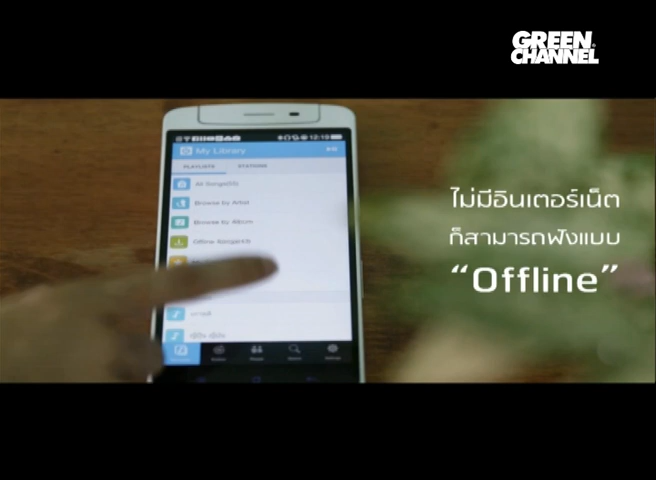 GREEN
CHANNEL
12:19
My Library
PLAYLISTS
STATIONS
All Songs
Browse by Artist
Browse by Album
Offline
ไม่มีอินเตอร์เน็ต
ก็สามารถฟังแบบ
“Offline”